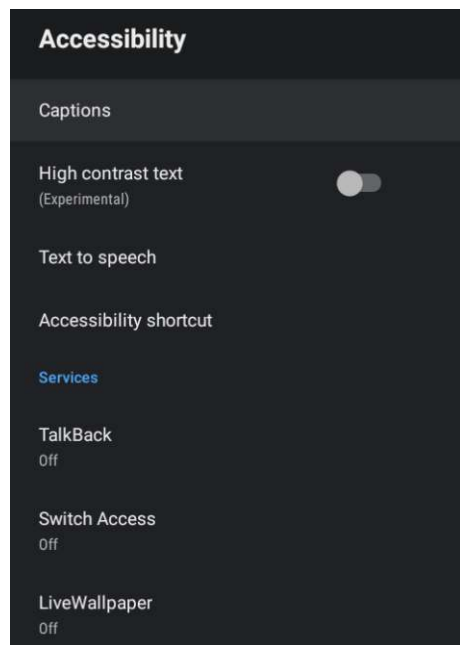 Accessibility
Captions
High contrast text
(Experimental)
Text to speech
Accessibility shortcut
Services
TalkBack
Off
Switch Access
Off
LiveWallpaper
Off